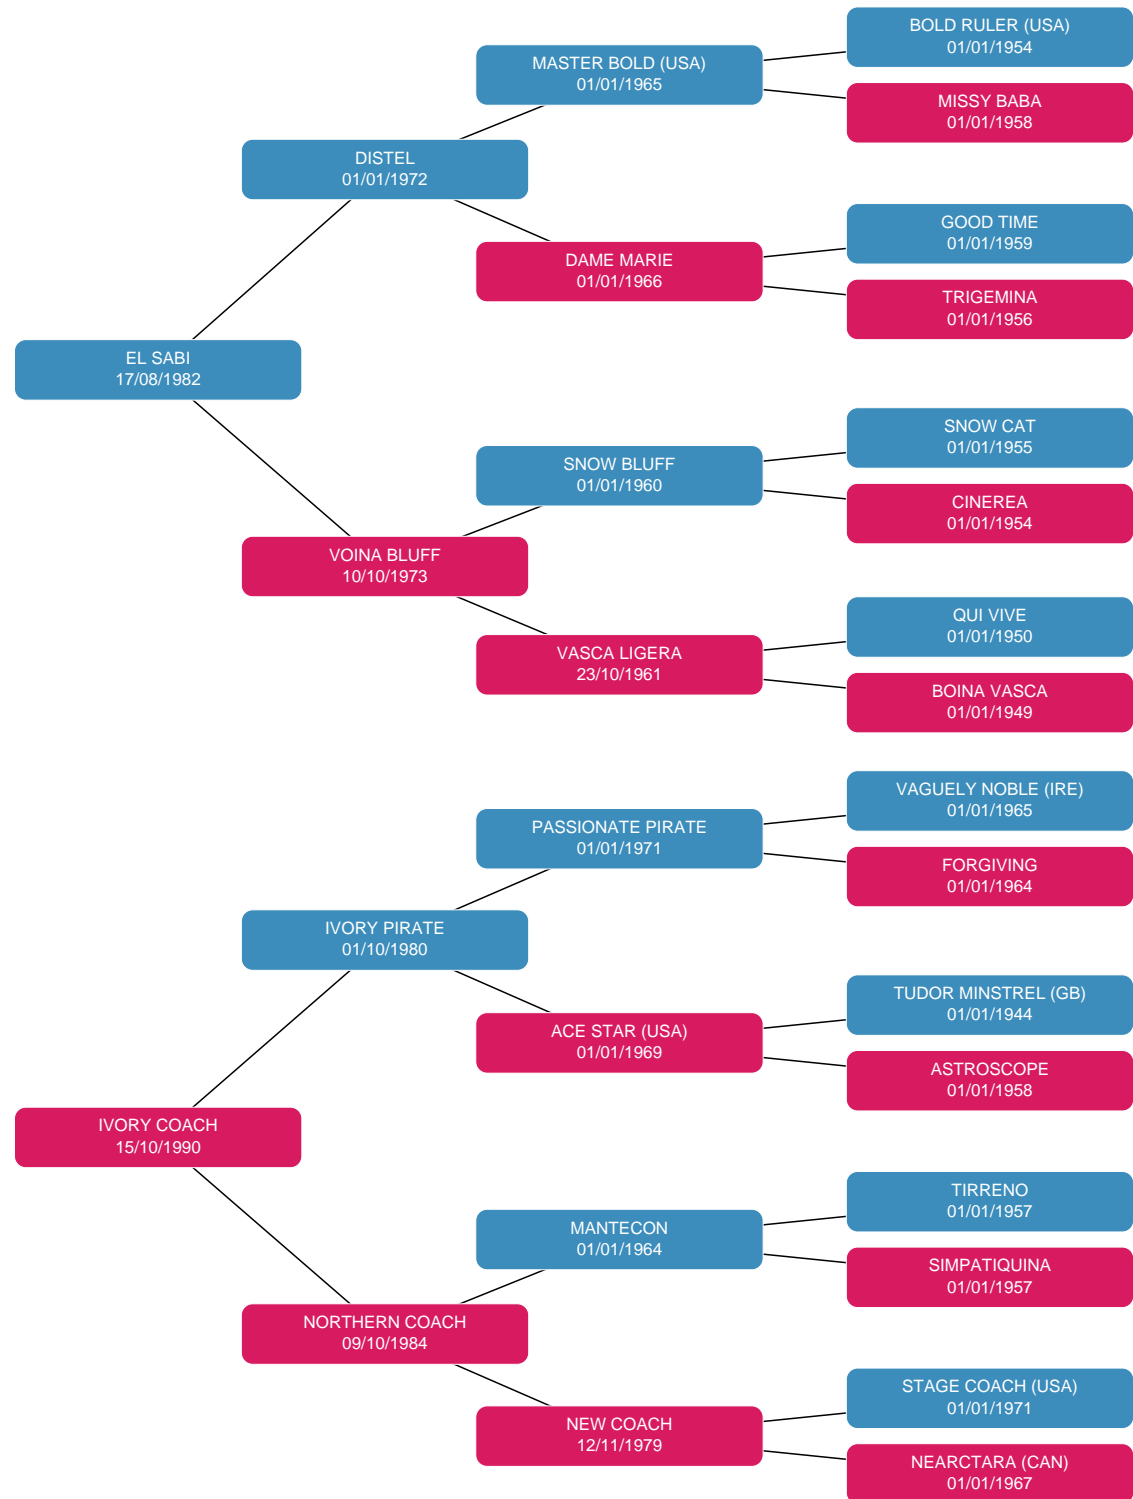 BOLD RULER (USA)
01/01/1954
MASTER BOLD (USA)
01/01/1965
MISSY BABA
01/01/1958
DISTEL
01/01/1972
GOOD TIME
01/01/1959
DAME MARIE
01/01/1966
TRIGEMINA
01/01/1956
EL SABI
17/08/1982
SNOW CAT
01/01/1955
SNOW BLUFF
01/01/1960
CINEREA
01/01/1954
VOINA BLUFF
10/10/1973
QUI VIVE
01/01/1950
VASCA LIGERA
23/10/1961
BOINA VASCA
01/01/1949
VAGUELY NOBLE (IRE)
01/01/1965
PASSIONATE PIRATE
01/01/1971
FORGIVING
01/01/1964
IVORY PIRATE
01/10/1980
TUDOR MINSTREL (GB)
01/01/1944
ACE STAR (USA)
01/01/1969
ASTROSCOPE
01/01/1958
IVORY COACH
15/10/1990
TIRRENO
01/01/1957
MANTECON
01/01/1964
SIMPATIQUINA
01/01/1957
NORTHERN COACH
09/10/1984
STAGE COACH (USA)
01/01/1971
NEW COACH
12/11/1979
NEARCTARA (CAN)
01/01/1967